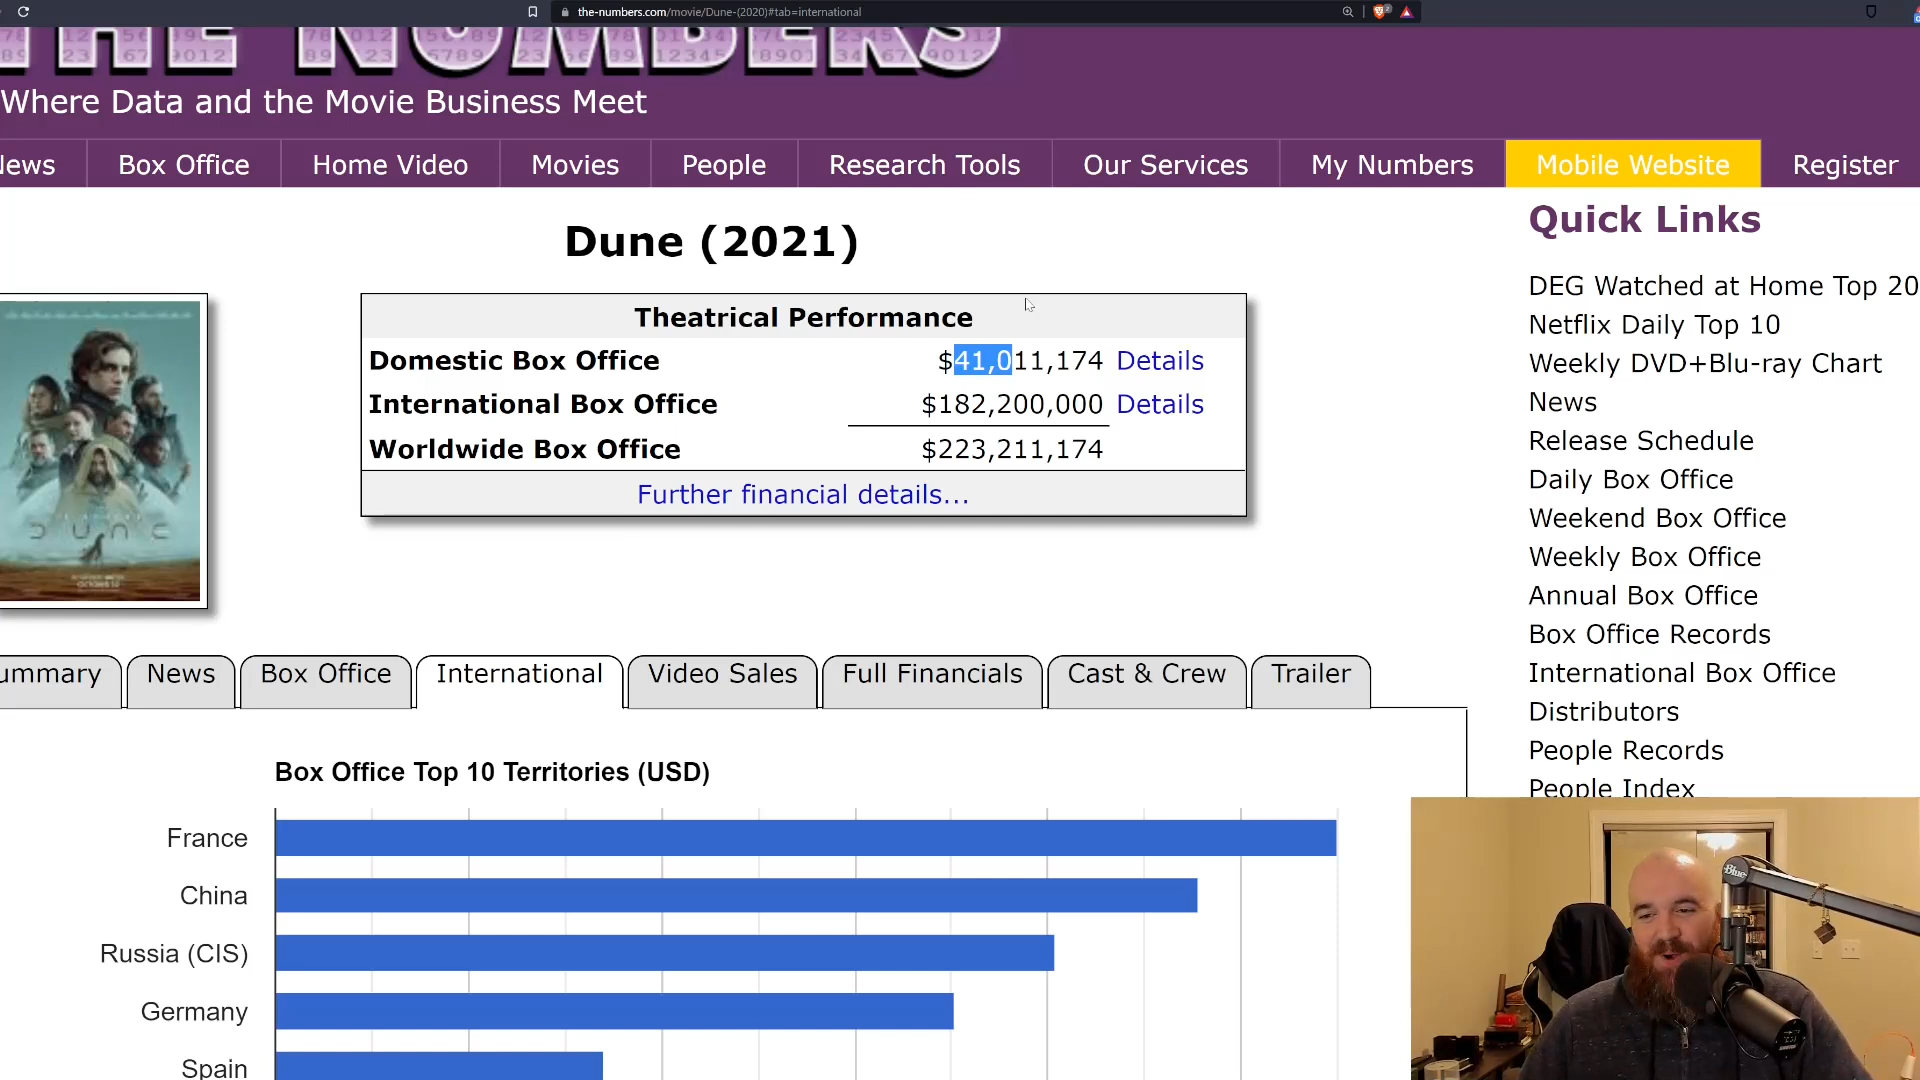 the-numbers.com/movie/Dune-(2020)#tab=international
THE NUMBERS
Where Data and the Movie Business Meet
News Box Office Home Video Movies People Research Tools Our Services My Numbers Mobile Website Register
Dune (2021)
Theatrical Performance
Domestic Box Office $41,011,174 Details
International Box Office $182,200,000 Details
Worldwide Box Office $223,211,174
Further financial details...
DUNE
ummary News Box Office International Video Sales Full Financials Cast & Crew Trailer
Box Office Top 10 Territories (USD)
France
China
Russia (CIS)
Germany
Spain
Quick Links
DEG Watched at Home Top 20
Netflix Daily Top 10
Weekly DVD+Blu-ray Chart
News
Release Schedule
Daily Box Office
Weekend Box Office
Weekly Box Office
Annual Box Office
Box Office Records
International Box Office
Distributors
People Records
People Index
Blue